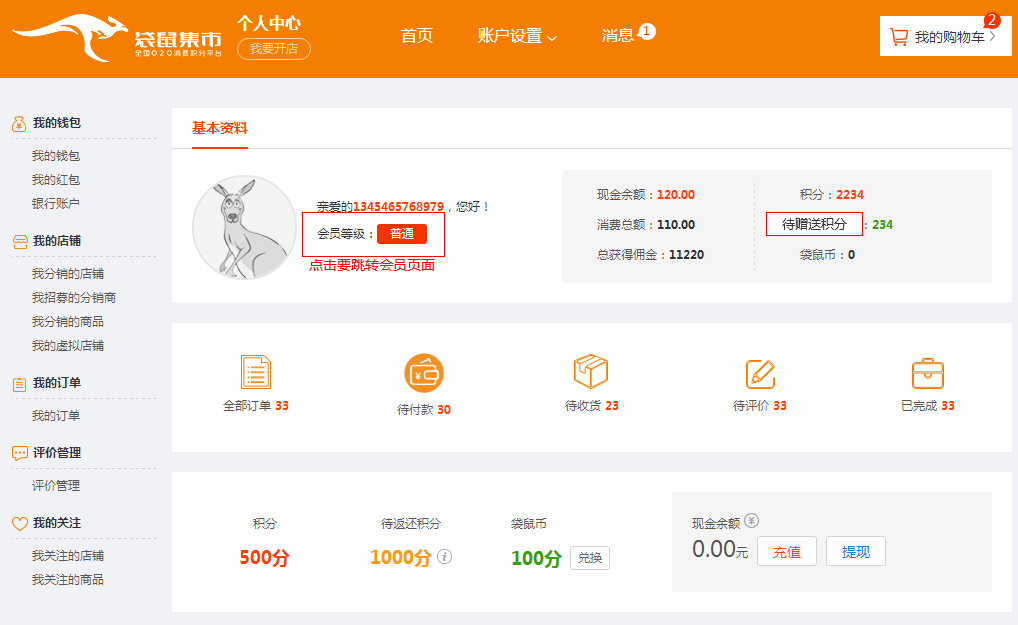 袋鼠集市
全国O2O消费积分平台
个人中心
我要开店
首页
账户设置
消息 1
我的购物车
2
我的钱包
我的钱包
我的红包
银行账户
我的店铺
我分销的店铺
我招募的分销商
我分销的商品
我的虚拟店铺
我的订单
我的订单
评价管理
评价管理
我的关注
我关注的店铺
我关注的商品
基本资料
亲爱的1345465768979，您好！
会员等级：普通
点击要跳转会员页面
现金余额：120.00
积分：2234
消费总额：110.00
待赠送积分：234
总获得佣金：11220
袋鼠币：0
全部订单 33
¥
待付款 30
待收货 23
待评价 33
已完成 33
积分
500分
待返还积分
1000分 i
袋鼠币
100分
兑换
现金余额 ¥
0.00元
充值
提现